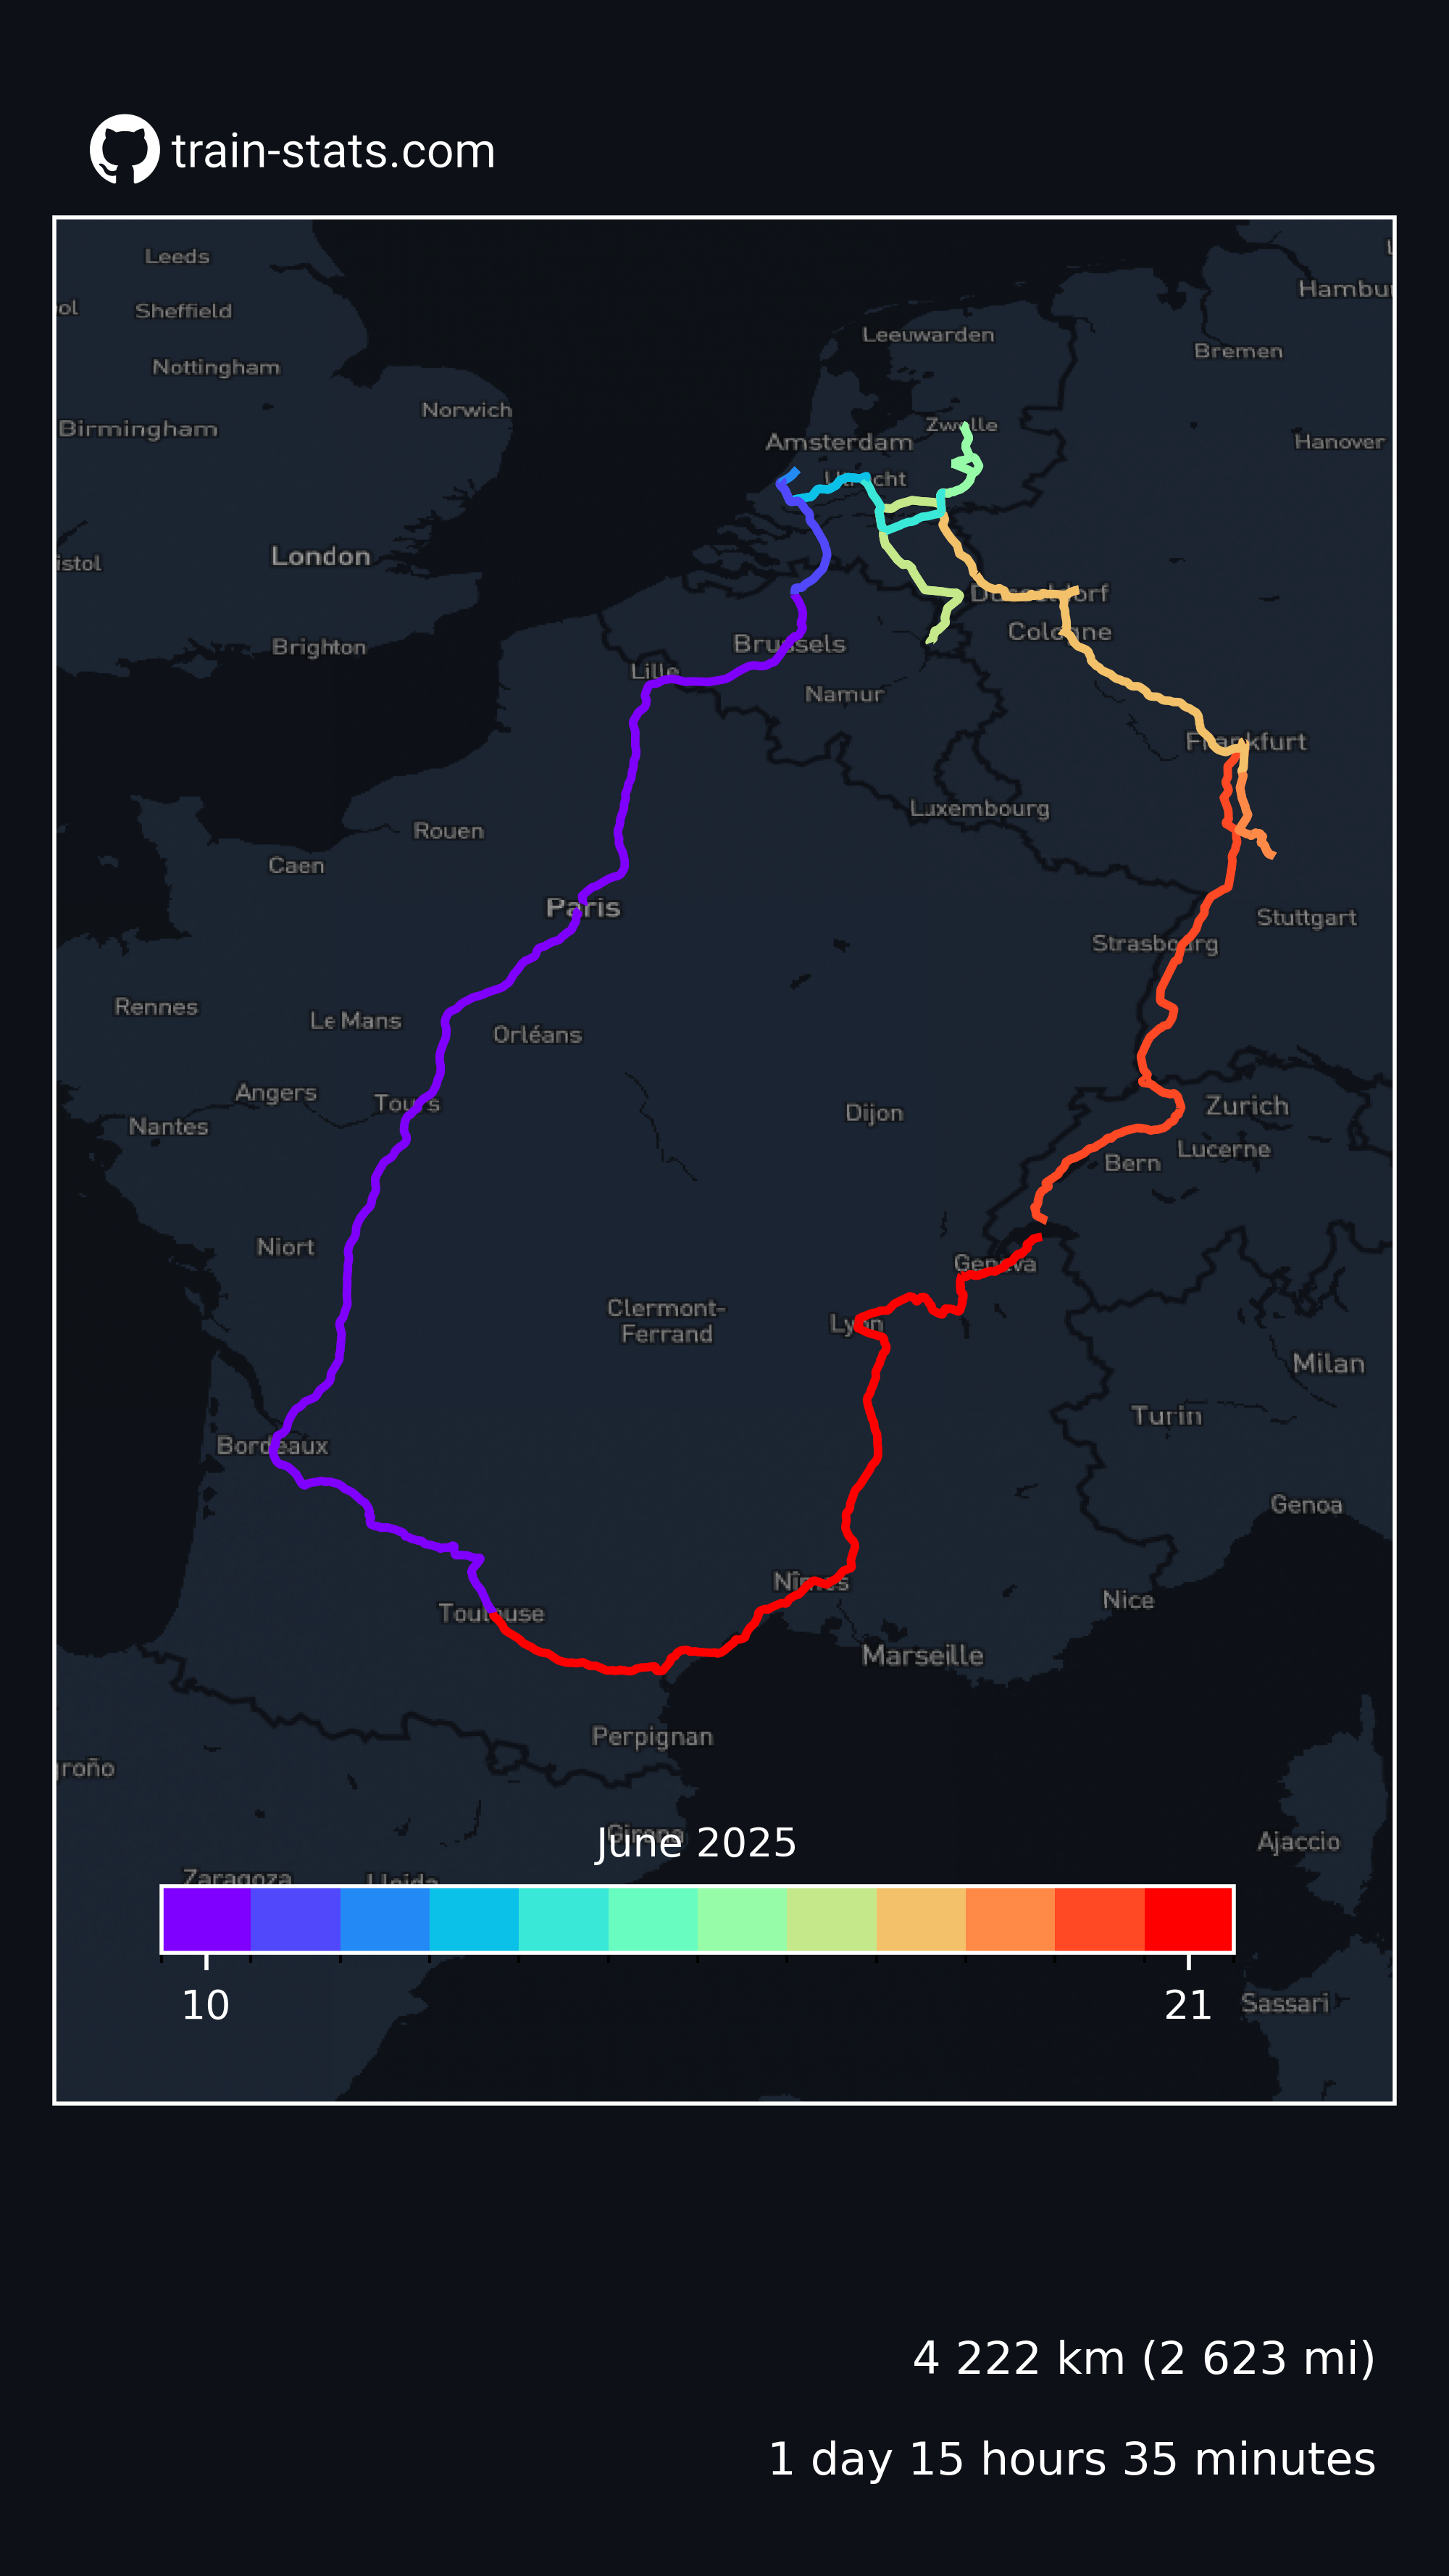 train-stats.com
Leeds
Hambu
ol
Sheffield
Leeuwarden
Bremen
Nottingham
Norwich
Zwolle
Birmingham
Amsterdam
Hanover
Utrecht
London
istol
Düsseldorf
Cologne
Brighton
Brussels
Lille
Namur
Frankfurt
Luxembourg
Rouen
Caen
Paris
Stuttgart
Strasbourg
Rennes
Le Mans
Orléans
Angers
Tours
Dijon
Zurich
Nantes
Lucerne
Bern
Niort
Geneva
Clermont-
Ferrand
Lyon
Milan
Turin
Bordeaux
Genoa
Nîmes
Nice
Toulouse
Marseille
Perpignan
groño
Girona
June 2025
Ajaccio
Zaragoza
Lleida
10
21
Sassari
4 222 km (2 623 mi)
1 day 15 hours 35 minutes